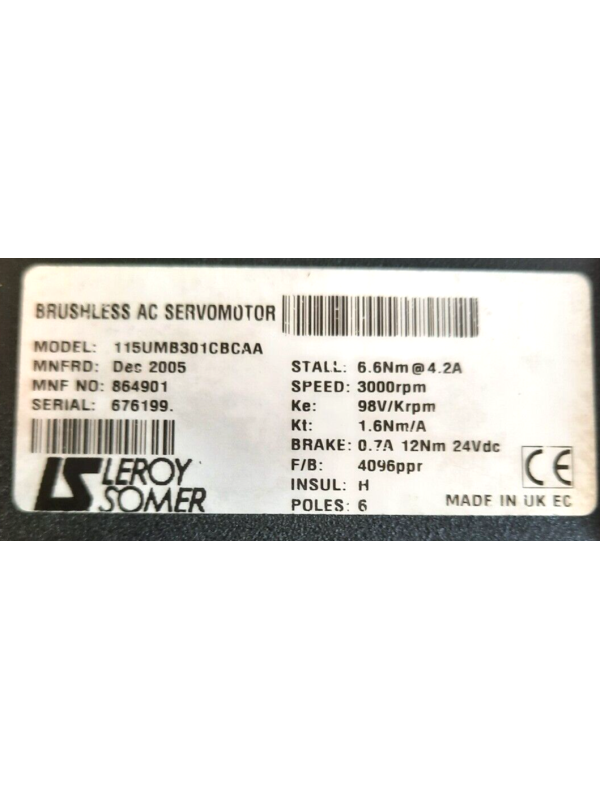 BRUSHLESS AC SERVOMOTOR
MODEL: 115UMB301CBCAA
MNFRD: Dec 2005
MNF NO: 864901
SERIAL: 676199.
LEROY
SOMER
STALL: 6.6Nm@4.2A
SPEED: 3000rpm
Ke: 98V/Krpm
Kt: 1.6Nm/A
BRAKE: 0.7A 12Nm 24Vdc
F/B: 4096ppr
INSUL: H
POLES: 6
CE
MADE IN UK EC